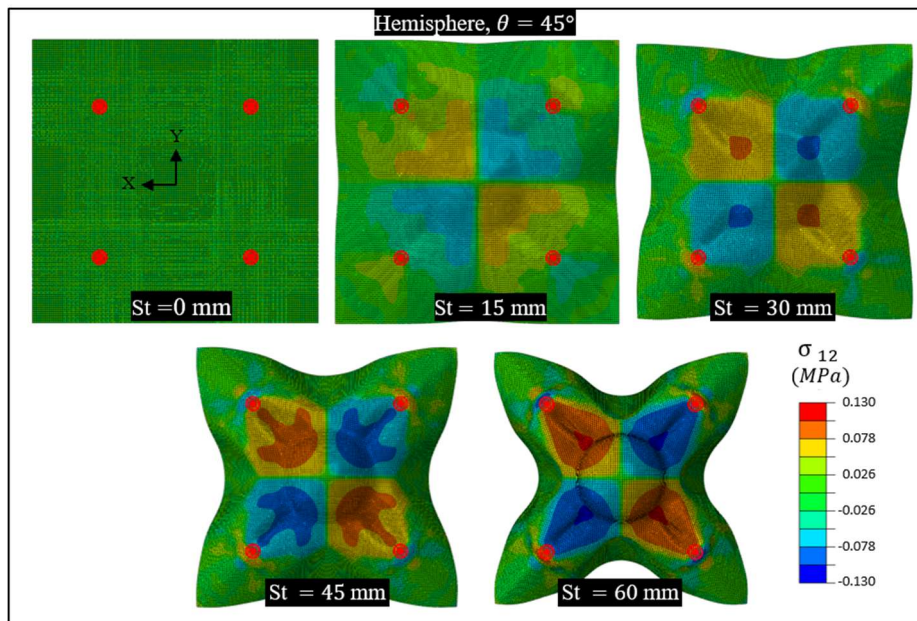 Hemisphere, θ = 45°
Y
X
St =0 mm
St = 15 mm
St = 30 mm
σ 12
(MPa)
0.130
0.078
0.026
-0.026
-0.078
-0.130
St = 45 mm
St = 60 mm